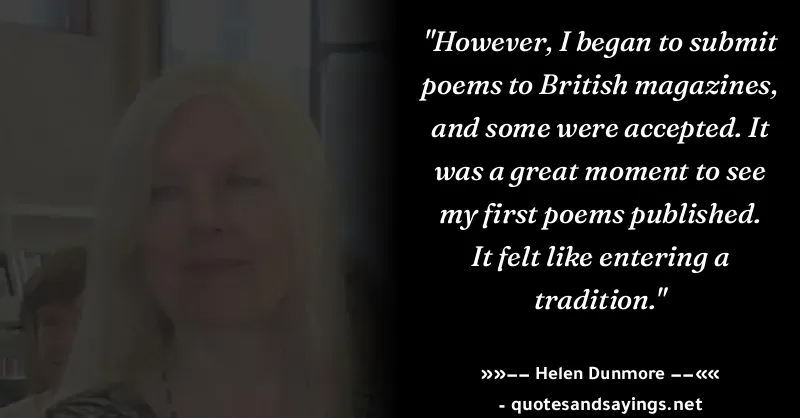 "However, I began to submit
poems to British magazines,
and some were accepted. It
was a great moment to see
my first poems published.
It felt like entering a
tradition."
»»–– Helen Dunmore ––««
- quotesandsayings.net